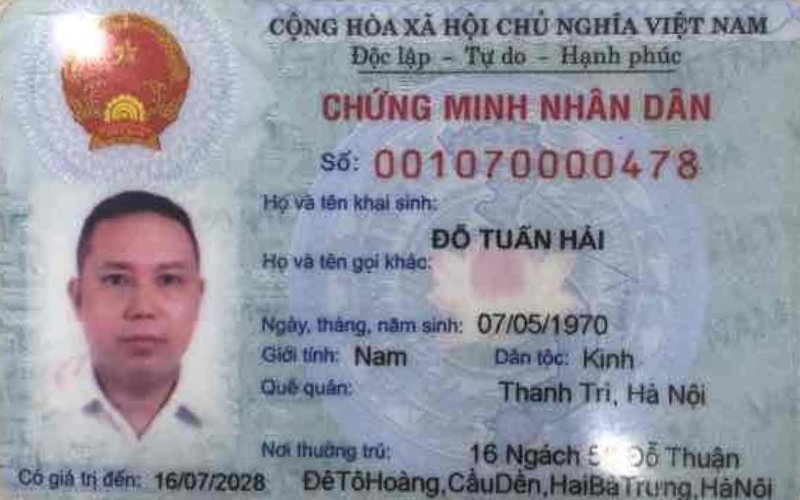 CỘNG HÒA XÃ HỘI CHỦ NGHĨA VIỆT NAM
Độc lập - Tự do - Hạnh phúc
CHỨNG MINH NHÂN DÂN
Số: 001070000478
Họ và tên khai sinh:
ĐỖ TUẤN HẢI
Họ và tên gọi khác:
Ngày, tháng, năm sinh: 07/05/1970
Giới tính: Nam Dân tộc: Kinh
Quê quán: Thanh Trì, Hà Nội
Nơi thường trú: 16 Ngách Đỗ Thuận
Có giá trị đến: 16/07/2028 ĐêTôHoàng,CầuDền,HaiBàTrưng,HàNội